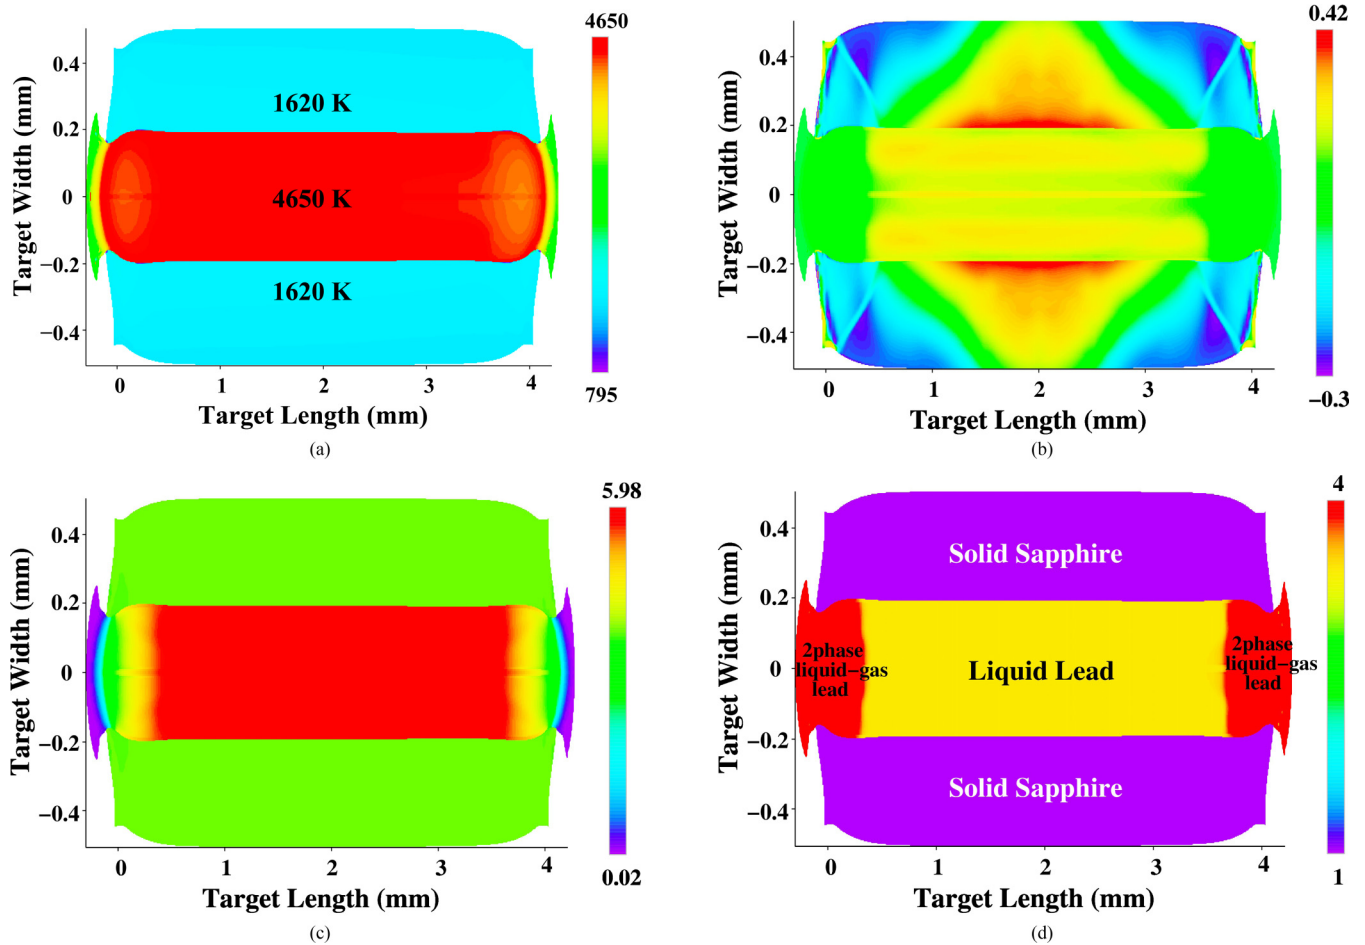 4650
0.4
0.2
0
−0.2
−0.4
Target Width (mm)
1620 K
4650 K
1620 K
795
0
1
2
3
4
Target Length (mm)
(a)
0.42
0.4
0.2
0
−0.2
−0.4
Target Width (mm)
−0.3
0
1
2
3
4
Target Length (mm)
(b)
5.98
0.4
0.2
0
−0.2
−0.4
Target Width (mm)
0.02
0
1
2
3
4
Target Length (mm)
(c)
4
0.4
0.2
0
−0.2
−0.4
Target Width (mm)
Solid Sapphire
2phase
liquid−gas
lead
Liquid Lead
2phase
liquid−gas
lead
Solid Sapphire
1
0
1
2
3
4
Target Length (mm)
(d)